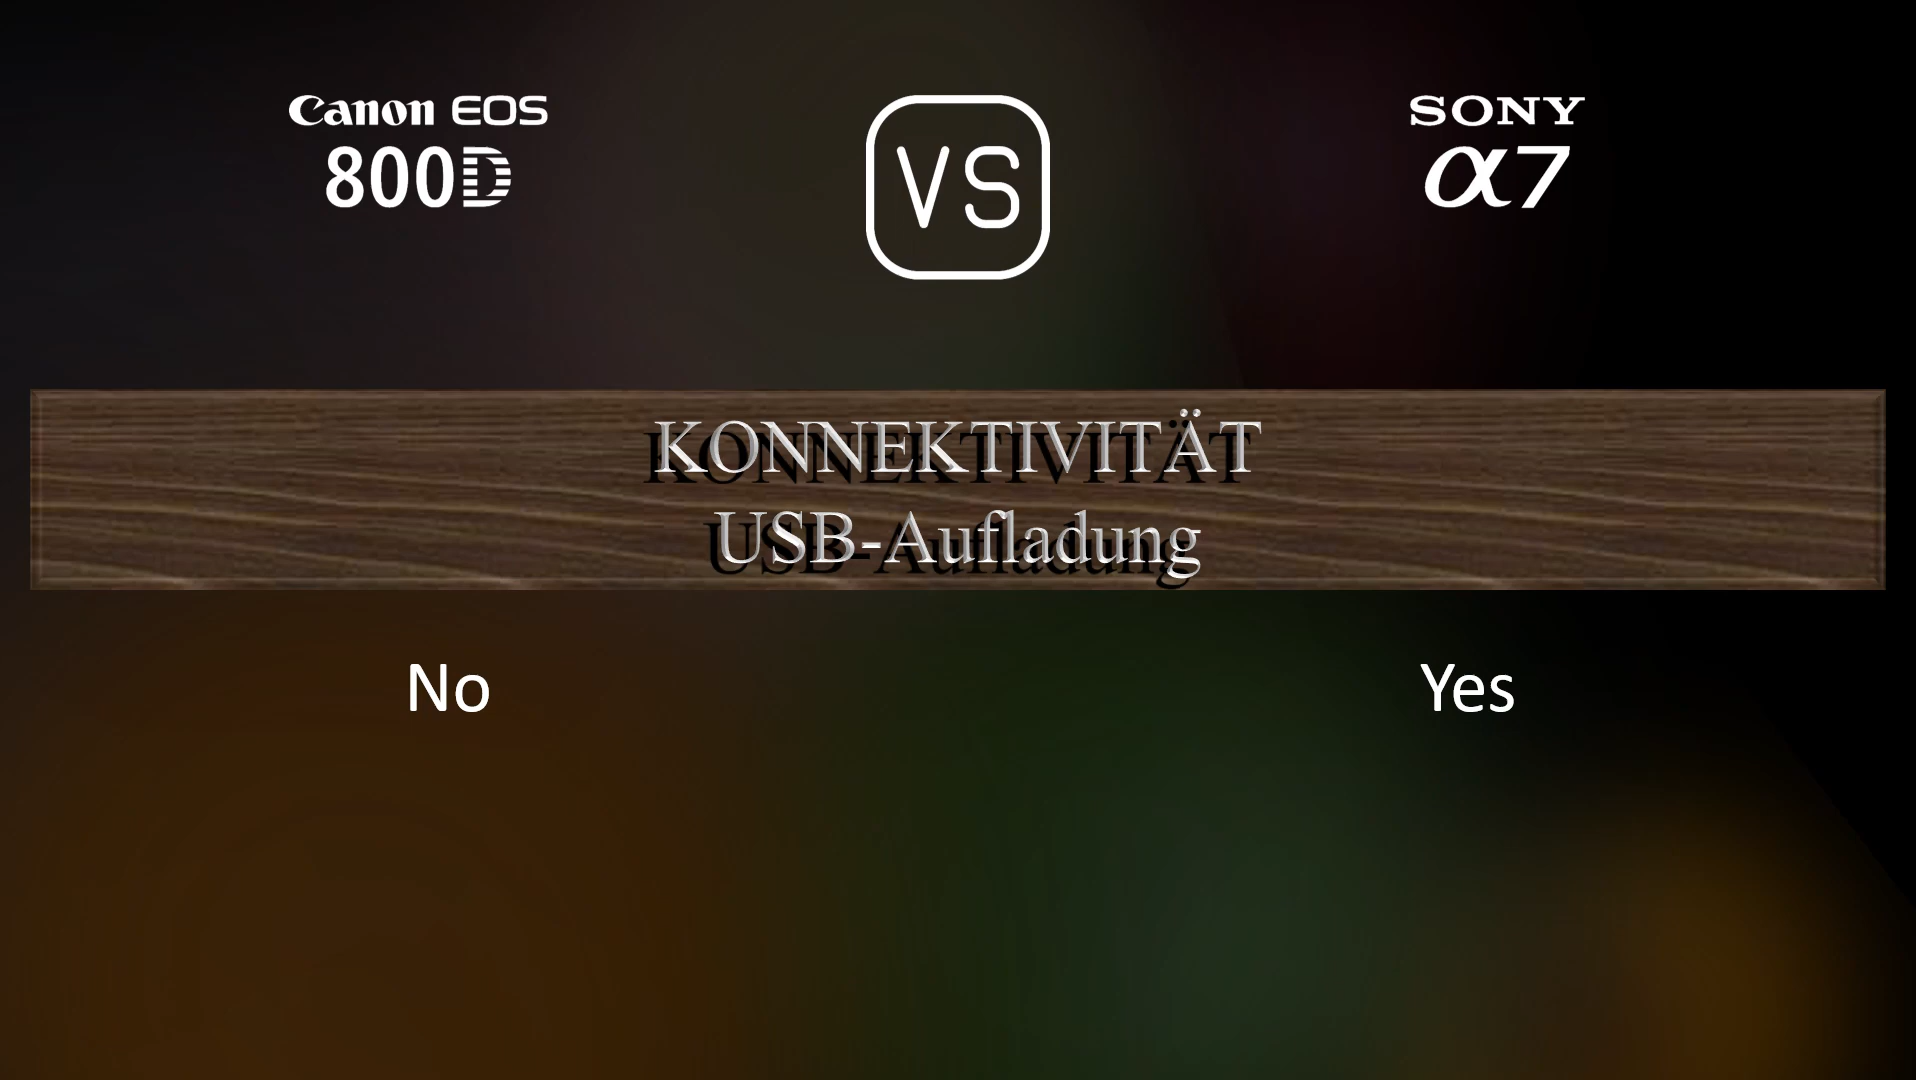 Canon EOS
800D
VS
SONY
α7
KONNEKTIVITÄT
USB-Aufladung
No
Yes